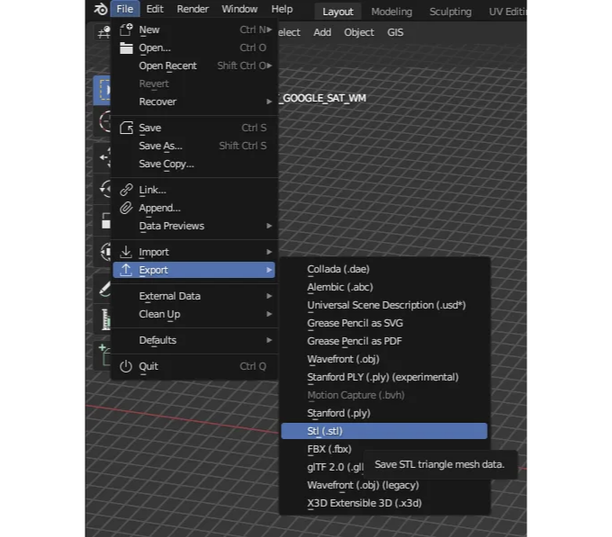 File Edit Render Window Help Layout Modeling Sculpting UV Editi
New Ctrl N
Open... Ctrl O
Open Recent Shift Ctrl O
Revert
Recover
Save Ctrl S
Save As... Shift Ctrl S
Save Copy...
Link...
Append...
Data Previews
Import
Export
External Data
Clean Up
Defaults
Quit Ctrl Q
elect Add Object GIS
_GOOGLE_SAT_WM
Collada (.dae)
Alembic (.abc)
Universal Scene Description (.usd*)
Grease Pencil as SVG
Grease Pencil as PDF
Wavefront (.obj)
Stanford PLY (.ply) (experimental)
Motion Capture (.bvh)
Stanford (.ply)
Stl (.stl)
FBX (.fbx)
glTF 2.0 (.gl
Wavefront (.obj) (legacy)
X3D Extensible 3D (.x3d)
Save STL triangle mesh data.